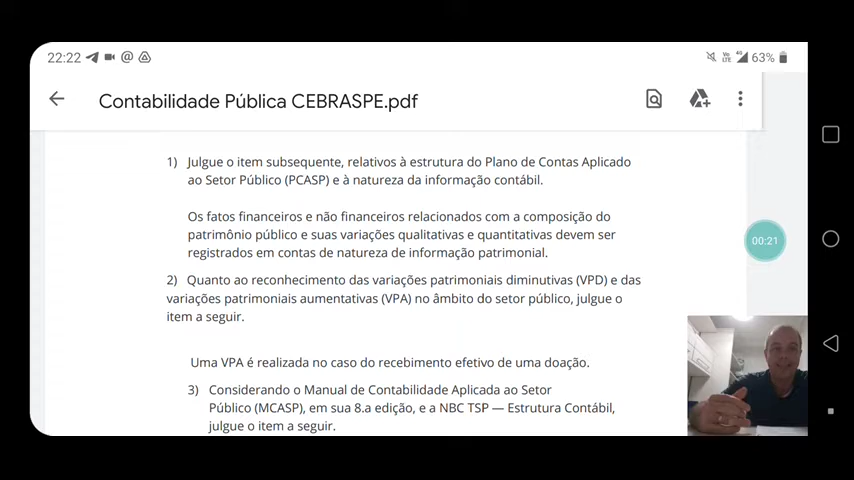 22:22
Vo
LTE
4G
63%
Contabilidade Pública CEBRASPE.pdf
1) Julgue o item subsequente, relativos à estrutura do Plano de Contas Aplicado
ao Setor Público (PCASP) e à natureza da informação contábil.
Os fatos financeiros e não financeiros relacionados com a composição do
patrimônio público e suas variações qualitativas e quantitativas devem ser
registrados em contas de natureza de informação patrimonial.
00:21
2) Quanto ao reconhecimento das variações patrimoniais diminutivas (VPD) e das
variações patrimoniais aumentativas (VPA) no âmbito do setor público, julgue o
item a seguir.
Uma VPA é realizada no caso do recebimento efetivo de uma doação.
3) Considerando o Manual de Contabilidade Aplicada ao Setor
Público (MCASP), em sua 8.a edição, e a NBC TSP — Estrutura Contábil,
julgue o item a seguir.